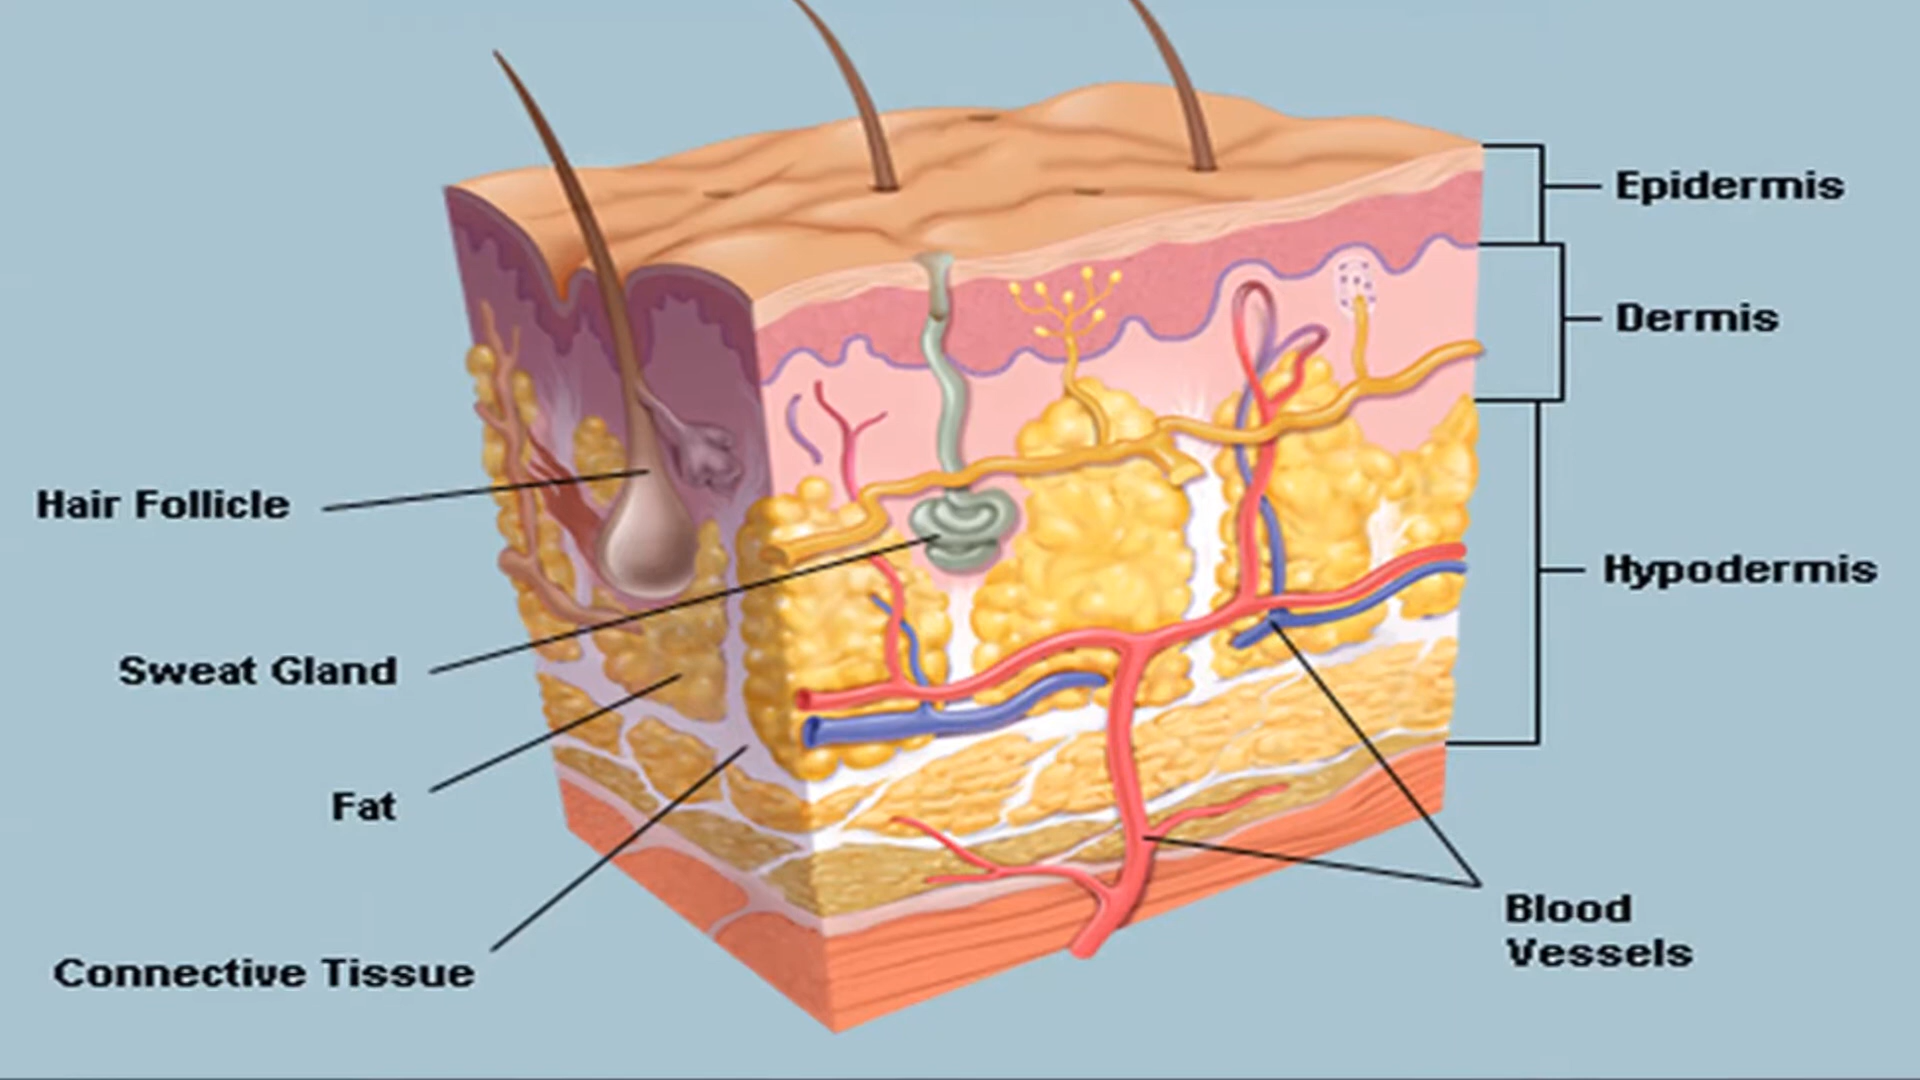 Epidermis
Dermis
Hair Follicle
Hypodermis
Sweat Gland
Fat
Blood
Vessels
Connective Tissue